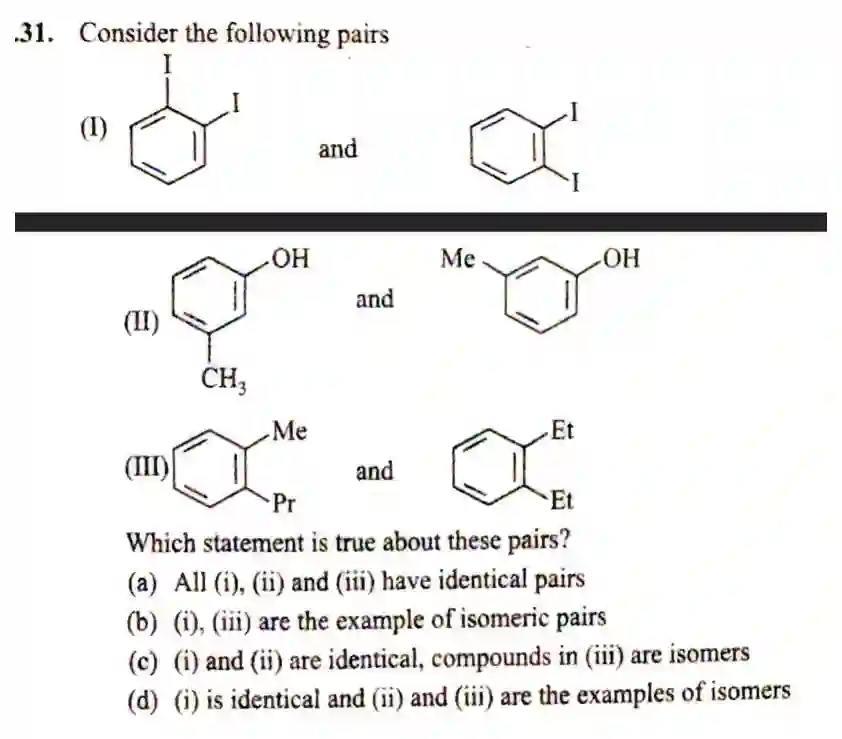 .31. Consider the following pairs
I
I
(I)
and
I
I
OH
Me
OH
and
(II)
CH₃
Me
Et
(III)
and
Pr
Et
Which statement is true about these pairs?
(a) All (i), (ii) and (iii) have identical pairs
(b) (i), (iii) are the example of isomeric pairs
(c) (i) and (ii) are identical, compounds in (iii) are isomers
(d) (i) is identical and (ii) and (iii) are the examples of isomers